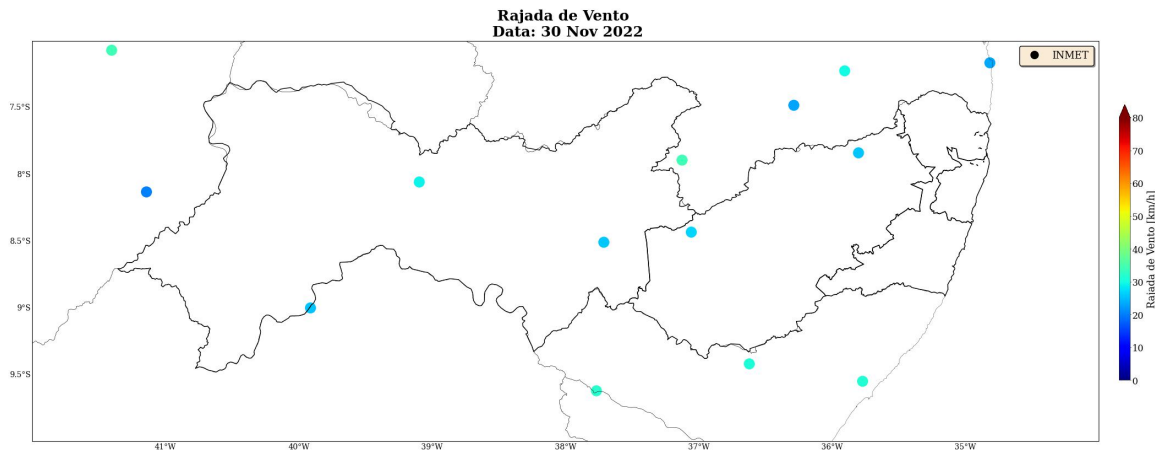 Rajada de Vento
Data: 30 Nov 2022
INMET
7.5°S
8°S
8.5°S
9°S
9.5°S
41°W
40°W
39°W
38°W
37°W
36°W
35°W
80
70
60
50
40
30
20
10
0
Rajada de Vento [km/h]